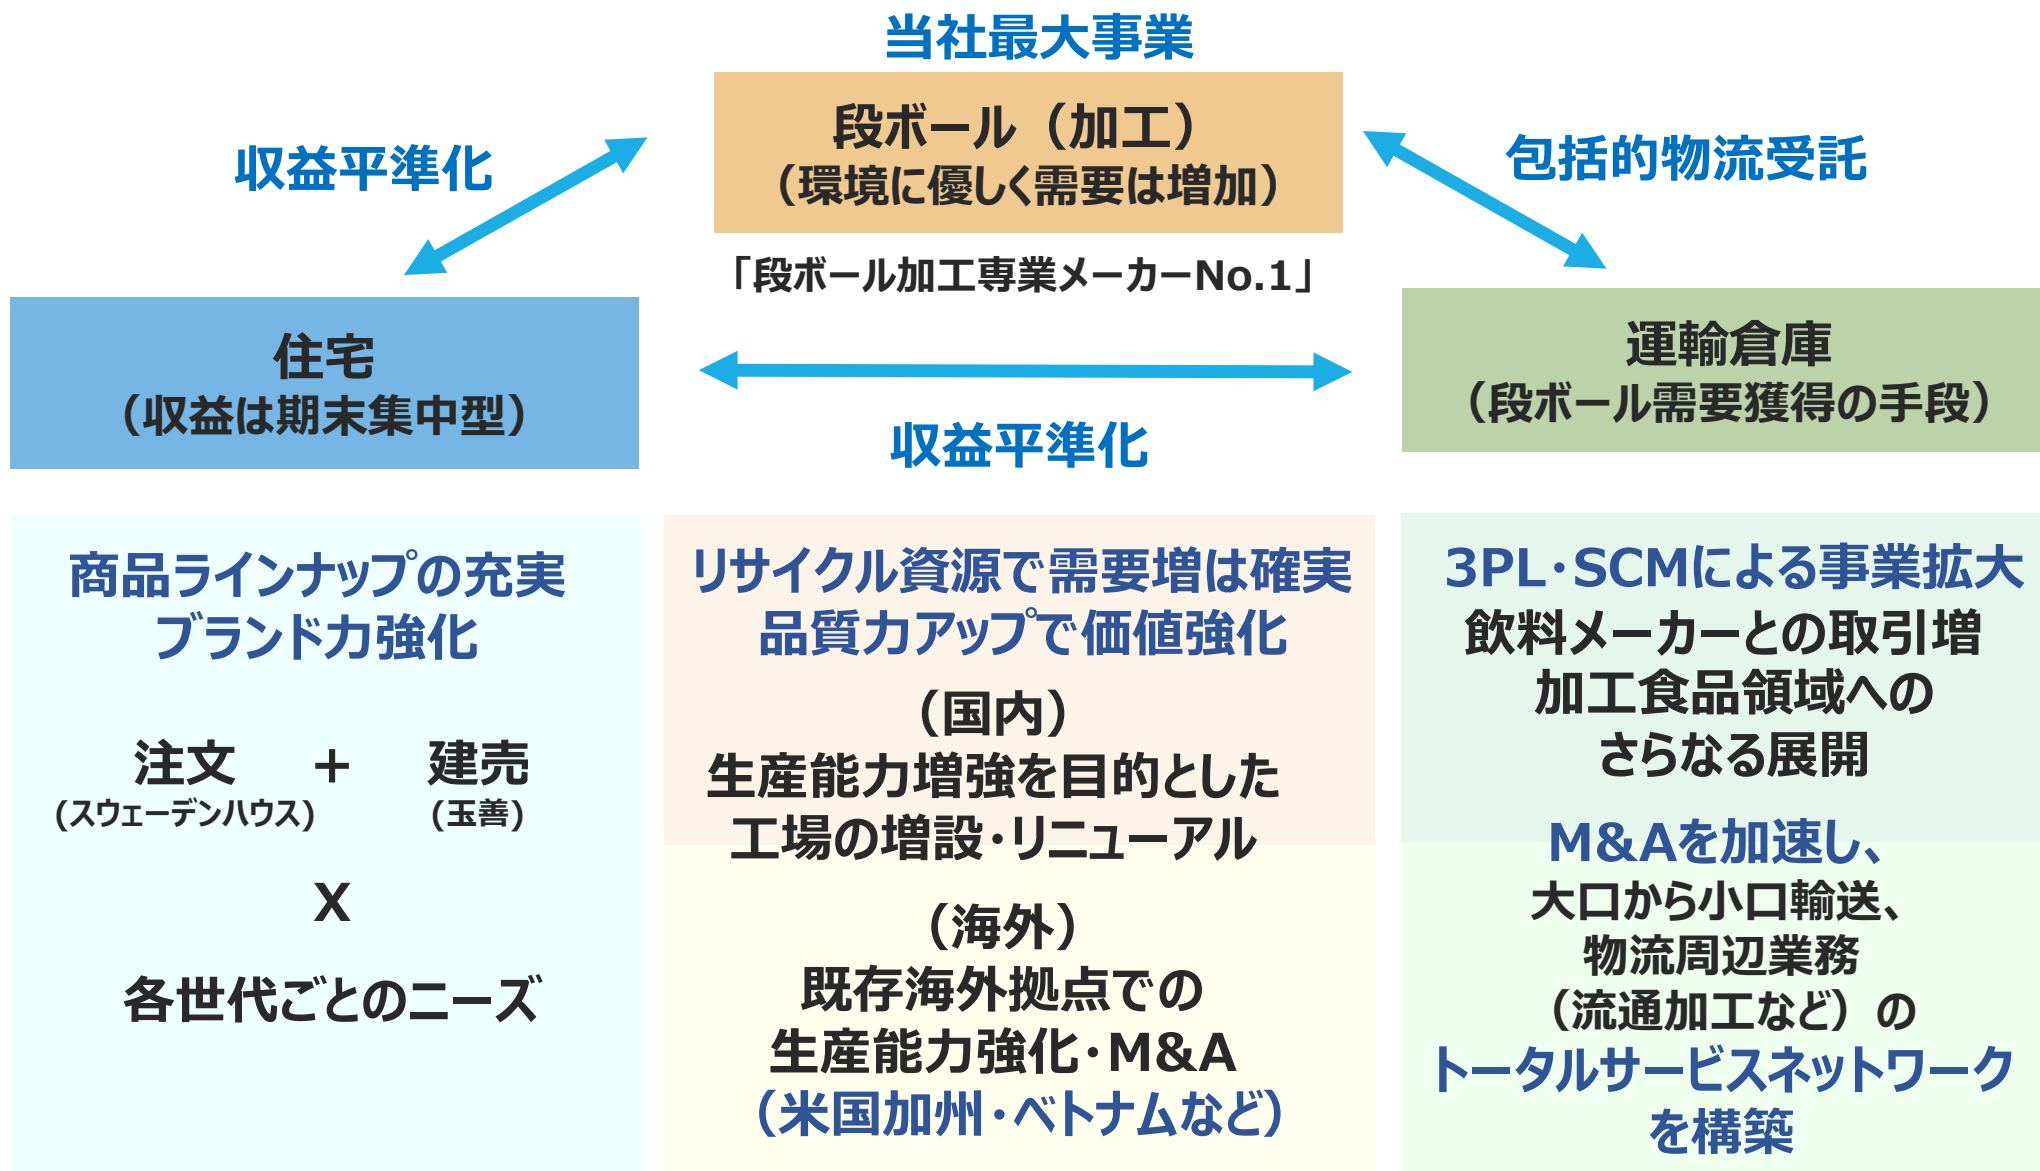 当社最大事業
段ボール（加工）
（環境に優しく需要は増加）
「段ボール加工専業メーカーNo.1」
収益平準化
包括的物流受託
住宅
（収益は期末集中型）
収益平準化
運輸倉庫
（段ボール需要獲得の手段）
商品ラインナップの充実
ブランド力強化
注文 + 建売
(スウェーデンハウス) (玉善)
X
各世代ごとのニーズ
リサイクル資源で需要増は確実
品質力アップで価値強化
（国内）
生産能力増強を目的とした
工場の増設・リニューアル
（海外）
既存海外拠点での
生産能力強化・M&A
（米国加州・ベトナムなど）
3PL・SCMによる事業拡大
飲料メーカーとの取引増
加工食品領域への
さらなる展開
M&Aを加速し、
大口から小口輸送、
物流周辺業務
（流通加工など）の
トータルサービスネットワーク
を構築